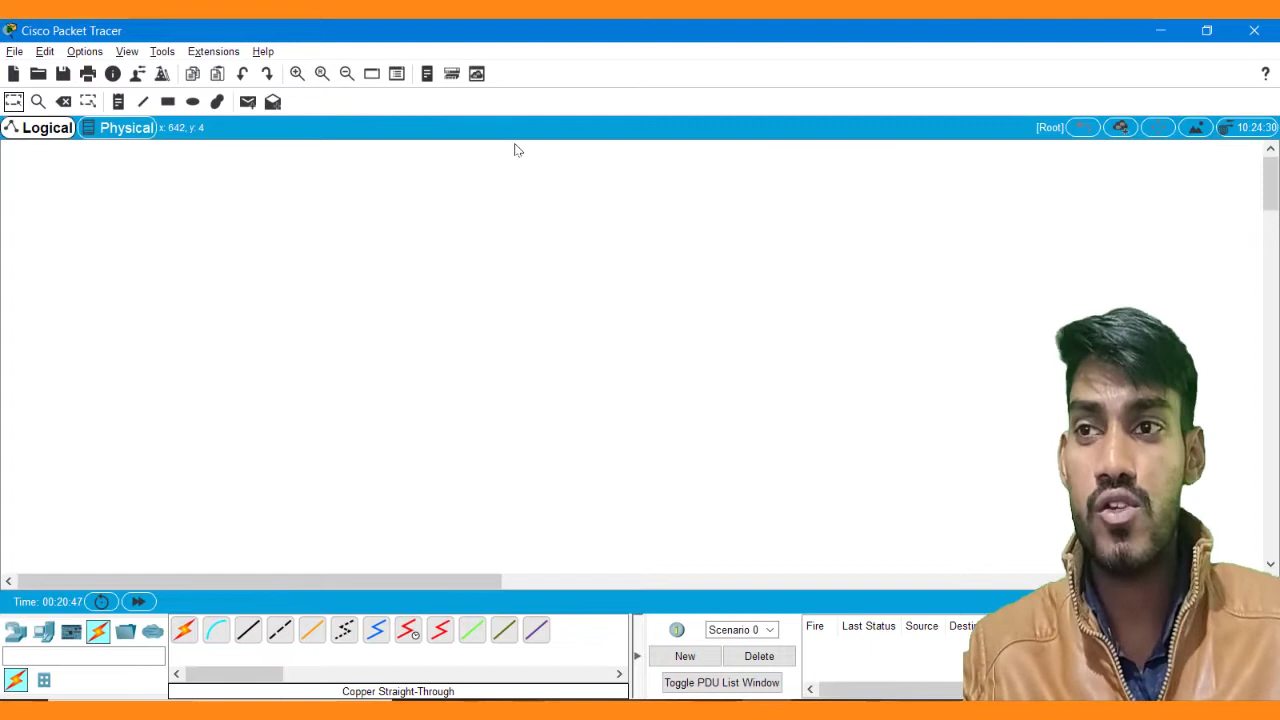 Cisco Packet Tracer
File Edit Options View Tools Extensions Help
?
Logical Physical x: 642, y: 4 [Root] 10:24:30
Time: 00:20:47
Scenario 0
Fire Last Status Source Destin
New Delete
Toggle PDU List Window
Copper Straight-Through